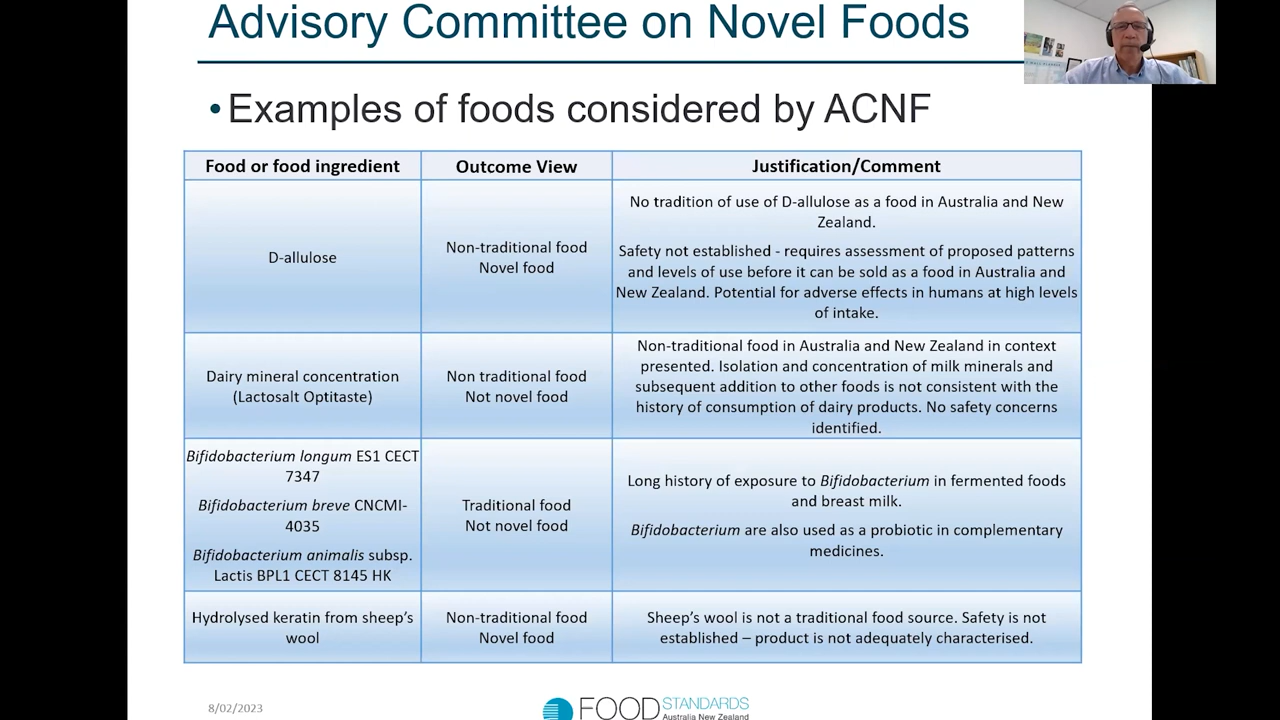 Advisory Committee on Novel Foods
• Examples of foods considered by ACNF
Food or food ingredient
Outcome View
Justification/Comment
D-allulose
Non-traditional food
Novel food
No tradition of use of D-allulose as a food in Australia and New
Zealand.
Safety not established - requires assessment of proposed patterns
and levels of use before it can be sold as a food in Australia and
New Zealand. Potential for adverse effects in humans at high levels
of intake.
Dairy mineral concentration
(Lactosalt Optitaste)
Non traditional food
Not novel food
Non-traditional food in Australia and New Zealand in context
presented. Isolation and concentration of milk minerals and
subsequent addition to other foods is not consistent with the
history of consumption of dairy products. No safety concerns
identified.
Bifidobacterium longum ES1 CECT
7347
Bifidobacterium breve CNCMI-
4035
Bifidobacterium animalis subsp.
Lactis BPL1 CECT 8145 HK
Traditional food
Not novel food
Long history of exposure to Bifidobacterium in fermented foods
and breast milk.
Bifidobacterium are also used as a probiotic in complementary
medicines.
Hydrolysed keratin from sheep's
wool
Non-traditional food
Novel food
Sheep's wool is not a traditional food source. Safety is not
established – product is not adequately characterised.
8/02/2023
FOOD STANDARDS
Australia New Zealand